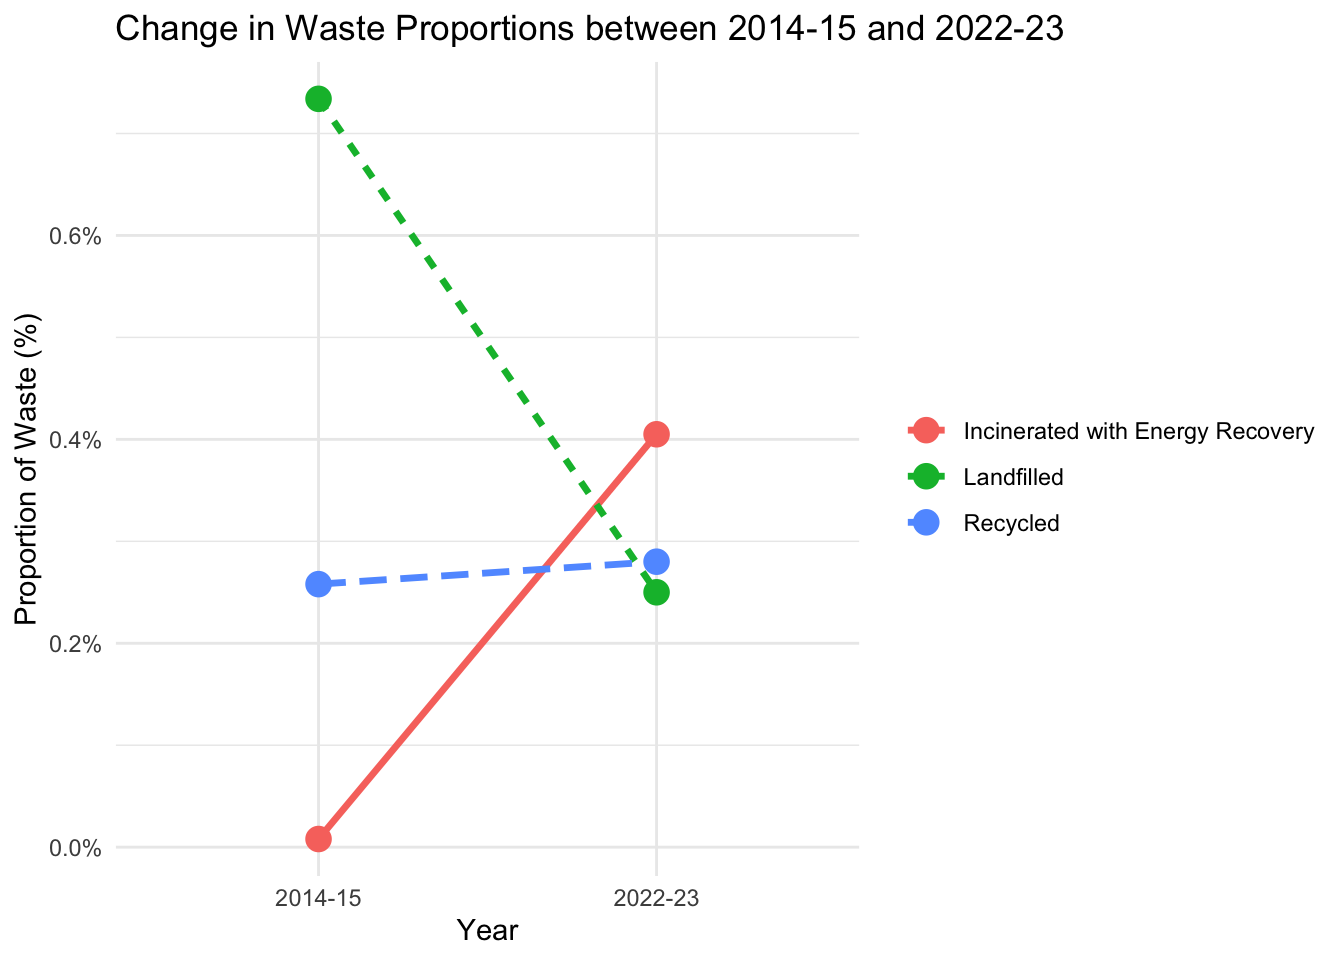 Change in Waste Proportions between 2014-15 and 2022-23
Proportion of Waste (%)
0.6%
0.4%
0.2%
0.0%
2014-15
2022-23
Year
Incinerated with Energy Recovery
Landfilled
Recycled